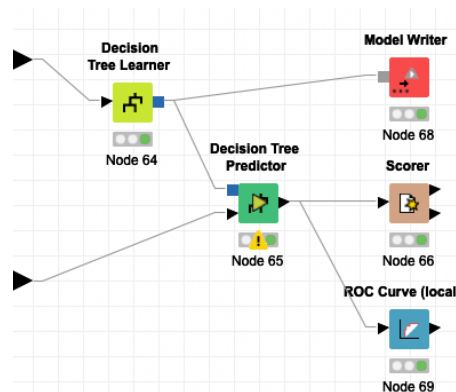 Decision
Tree Learner
Node 64
Model Writer
Node 68
Decision Tree
Predictor
Node 65
Scorer
Node 66
ROC Curve (local
Node 69